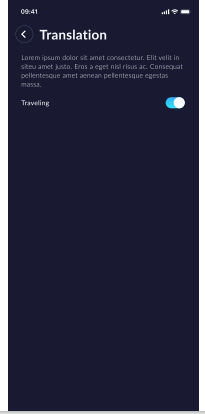 09:41
Translation
Lorem ipsum dolor sit amet consectetur. Elit velit in
siteu amet justo. Eros a eget nisi risus ac. Consequat
pellentesque amet aenean pellentesque egestas
massa.
Traveling